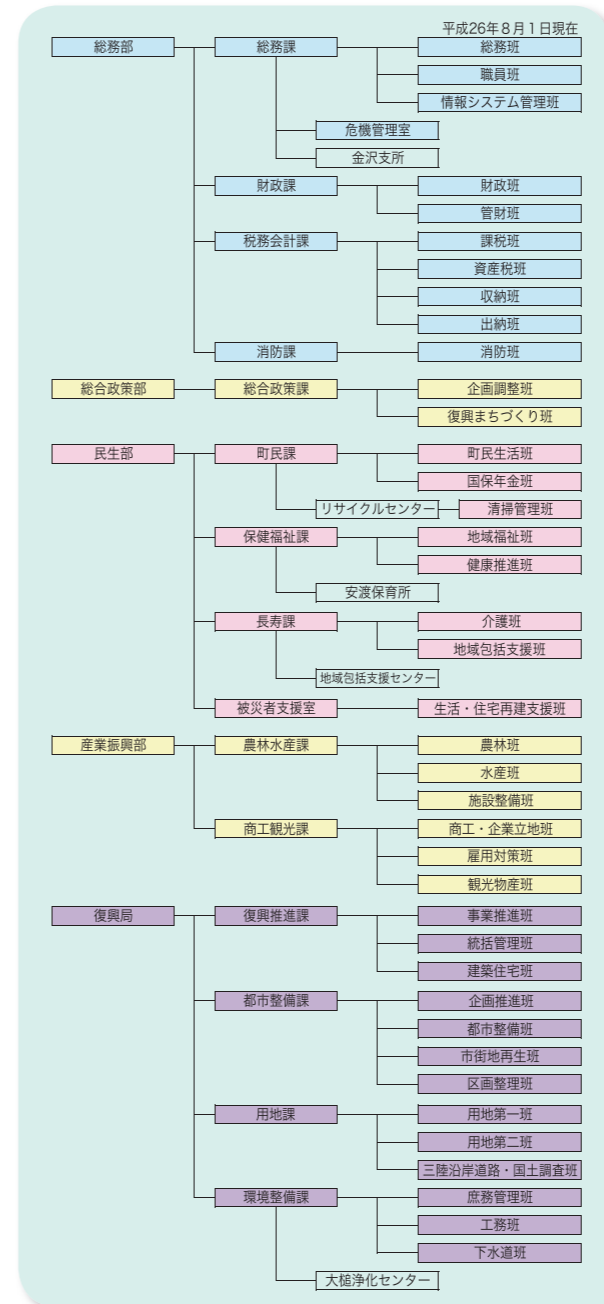 平成26年8月1日現在
総務部 総務課 総務班
職員班
情報システム管理班
危機管理室
金沢支所
財政課 財政班
管財班
税務会計課 課税班
資産税班
収納班
出納班
消防課 消防班
総合政策部 総合政策課 企画調整班
復興まちづくり班
民生部 町民課 町民生活班
国保年金班
リサイクルセンター 清掃管理班
保健福祉課 地域福祉班
健康推進班
安渡保育所
長寿課 介護班
地域包括支援班
地域包括支援センター
被災者支援室 生活・住宅再建支援班
産業振興部 農林水産課 農林班
水産班
施設整備班
商工観光課 商工・企業立地班
雇用対策班
観光物産班
復興局 復興推進課 事業推進班
統括管理班
建築住宅班
都市整備課 企画推進班
都市整備班
市街地再生班
区画整理班
用地課 用地第一班
用地第二班
三陸沿岸道路・国土調査班
環境整備課 庶務管理班
工務班
下水道班
大槌浄化センター